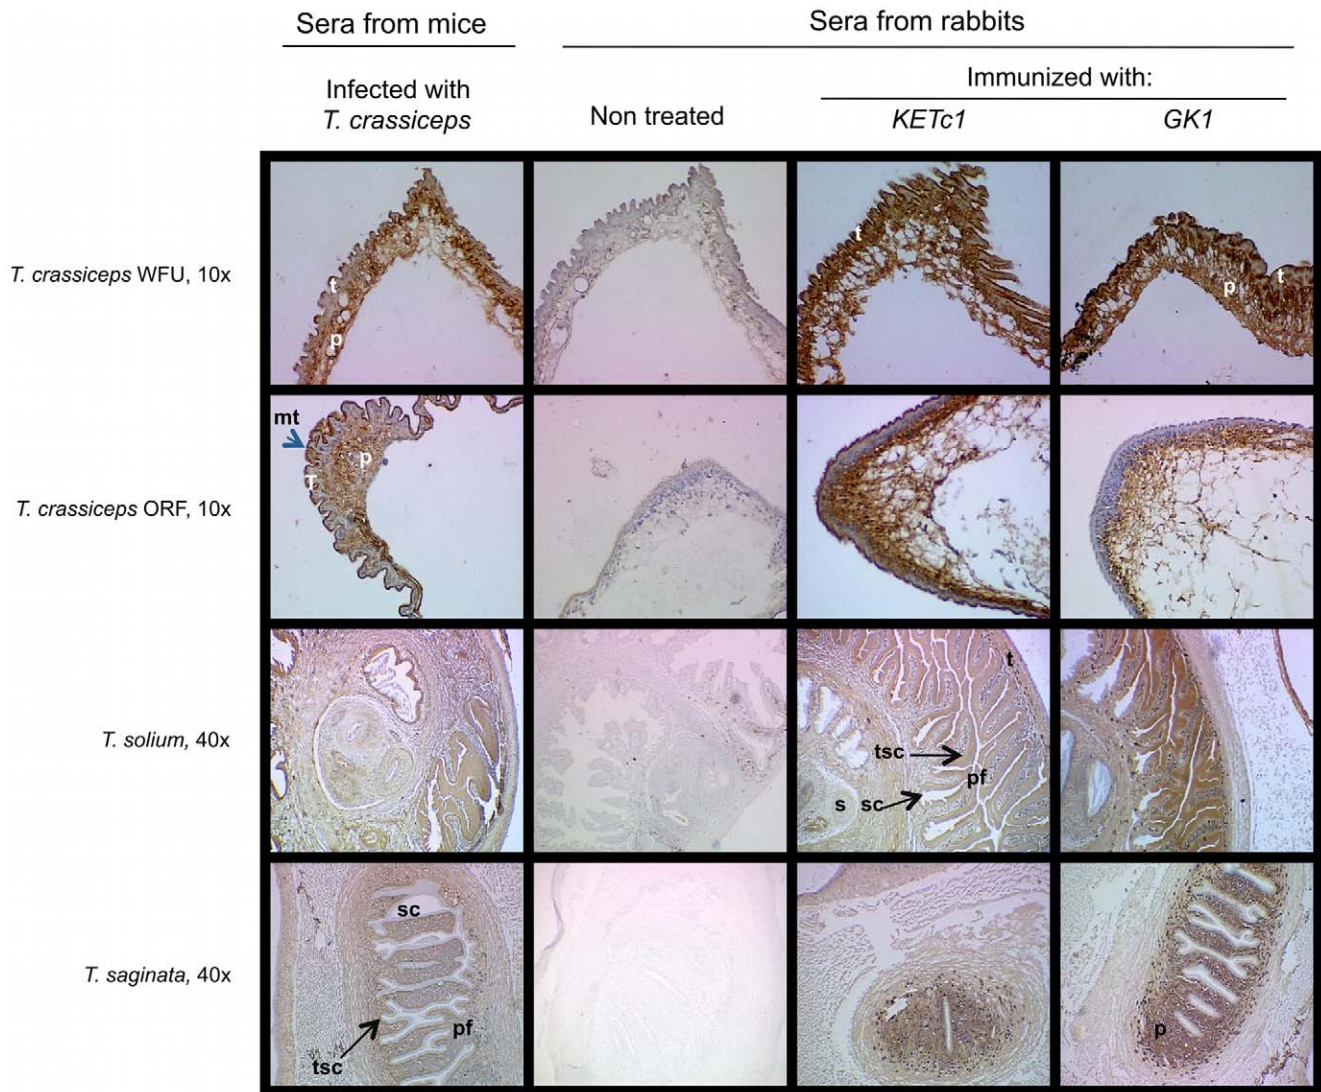 Sera from mice
Sera from rabbits
Infected with
T. crassiceps
Non treated
Immunized with:
KETc1
GK1
T. crassiceps WFU, 10x
t
p
t
p
t
T. crassiceps ORF, 10x
mt
p
T
T. solium, 40x
t
tsc
pf
s sc
T. saginata, 40x
sc
pf
tsc
p